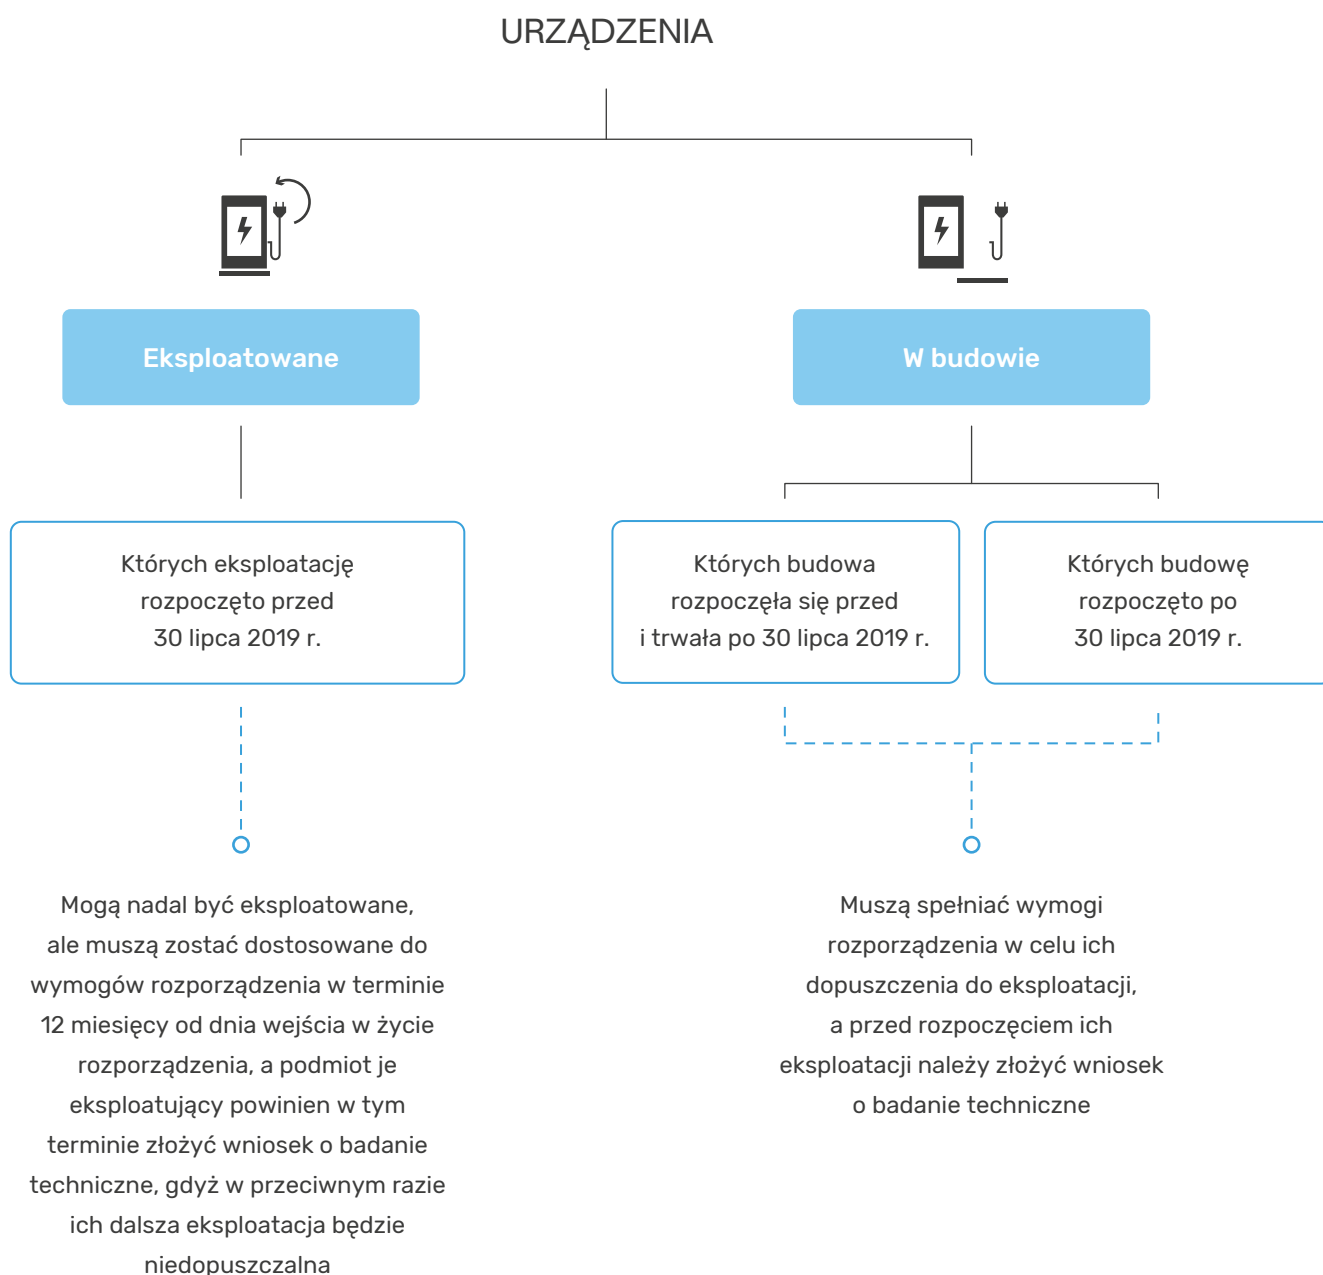 URZĄDZENIA
Eksploatowane
W budowie
Których eksploatację
rozpoczęto przed
30 lipca 2019 r.
Których budowa
rozpoczęła się przed
i trwała po 30 lipca 2019 r.
Których budowę
rozpoczęto po
30 lipca 2019 r.
Mogą nadal być eksploatowane,
ale muszą zostać dostosowane do
wymogów rozporządzenia w terminie
12 miesięcy od dnia wejścia w życie
rozporządzenia, a podmiot je
eksploatujący powinien w tym
terminie złożyć wniosek o badanie
techniczne, gdyż w przeciwnym razie
ich dalsza eksploatacja będzie
niedopuszczalna
Muszą spełniać wymogi
rozporządzenia w celu ich
dopuszczenia do eksploatacji,
a przed rozpoczęciem ich
eksploatacji należy złożyć wniosek
o badanie techniczne